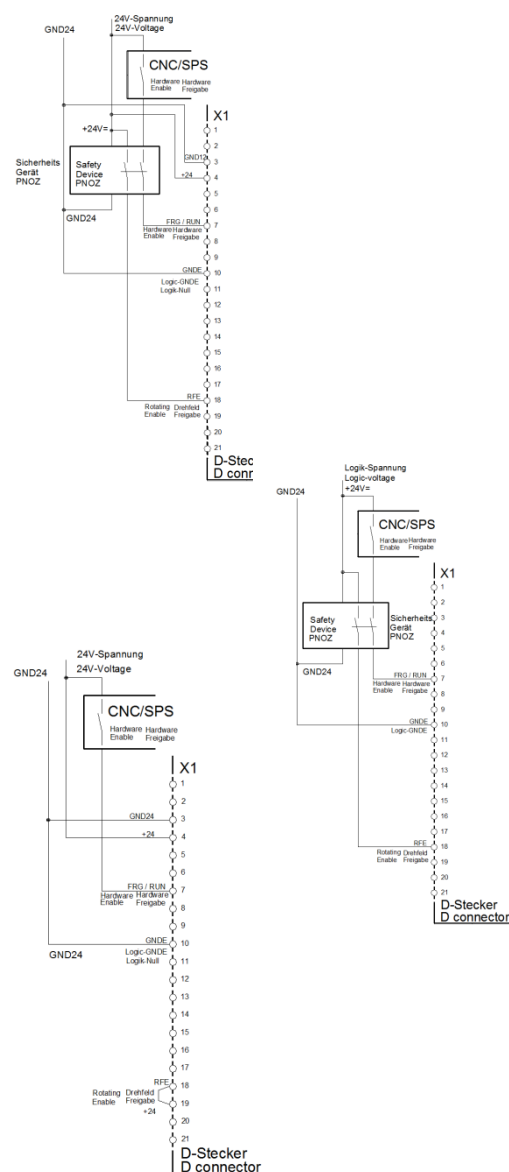 24V-Spannung
24V-Voltage
GND24
CNC/SPS
Hardware Hardware
Enable Freigabe
X1
1
2
+24V=
GND12
3
Sicherheits
Gerät
PNOZ
Safety
Device
PNOZ
+24
4
5
6
GND24
FRG / RUN
7
Hardware Hardware
Enable Freigabe
8
9
GNDE
10
Logic-GNDE
Logik-Null
11
12
13
14
15
16
17
RFE
18
Rotating Drehfeld
Enable Freigabe
19
20
21
D-Stec
D conr
Logik-Spannung
Logic-voltage
+24V=
GND24
CNC/SPS
Hardware Hardware
Enable Freigabe
X1
1
2
Safety
Device
PNOZ
Sicherheits
Gerät
PNOZ
3
4
5
6
GND24
FRG / RUN
7
Hardware Hardware
Enable Freigabe
8
9
GNDE
10
Logic-GNDE
11
12
13
14
15
16
17
RFE
18
Rotating Drehfeld
Enable Freigabe
19
20
21
D-Stecker
D connector
24V-Spannung
24V-Voltage
GND24
CNC/SPS
Hardware Hardware
Enable Freigabe
X1
1
2
GND24
3
+24
4
5
6
FRG / RUN
7
Hardware Hardware
Enable Freigabe
8
9
GNDE
10
GND24
Logic-GNDE
Logik-Null
11
12
13
14
15
16
17
RFE
18
Rotating Drehfeld
Enable Freigabe
19
+24
20
21
D-Stecker
D connector